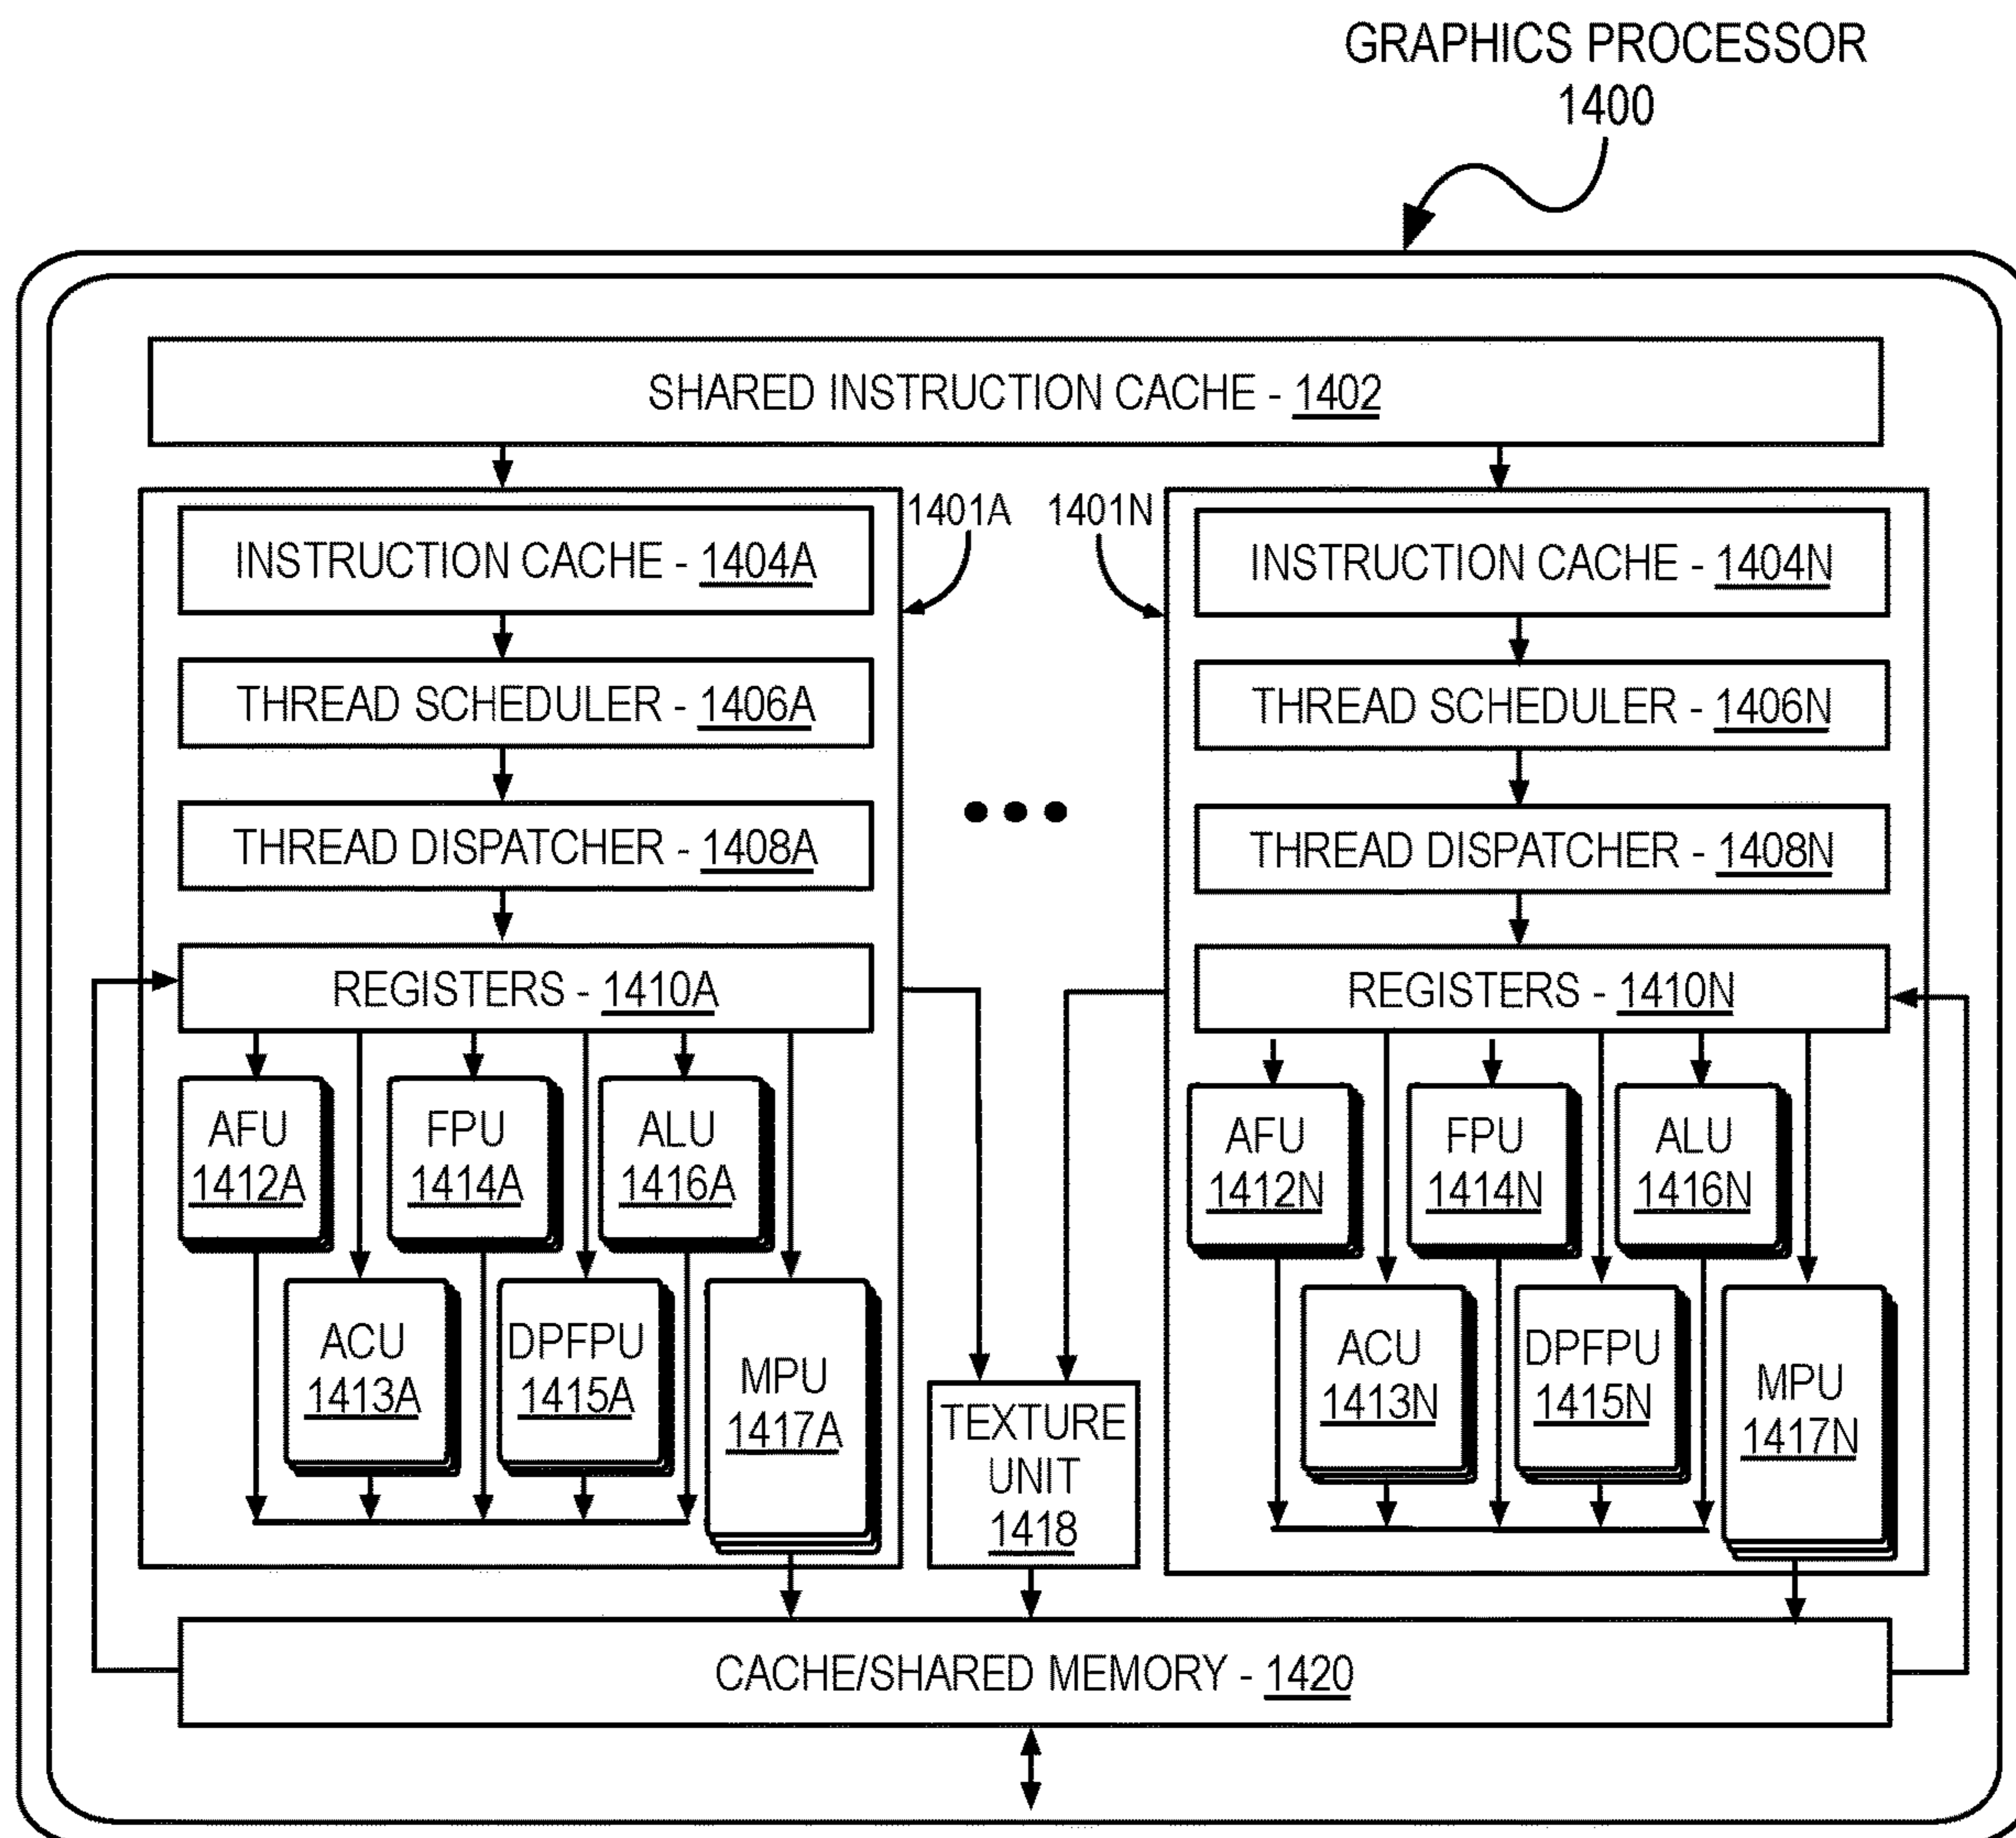 GRAPHICS PROCESSOR
1400
SHARED INSTRUCTION CACHE - 1402
1401A
1401N
INSTRUCTION CACHE - 1404A
THREAD SCHEDULER - 1406A
THREAD DISPATCHER - 1408A
REGISTERS - 1410A
AFU
1412A
FPU
1414A
ALU
1416A
ACU
1413A
DPFPU
1415A
MPU
1417A
INSTRUCTION CACHE - 1404N
THREAD SCHEDULER - 1406N
THREAD DISPATCHER - 1408N
REGISTERS - 1410N
AFU
1412N
FPU
1414N
ALU
1416N
ACU
1413N
DPFPU
1415N
MPU
1417N
TEXTURE
UNIT
1418
CACHE/SHARED MEMORY - 1420